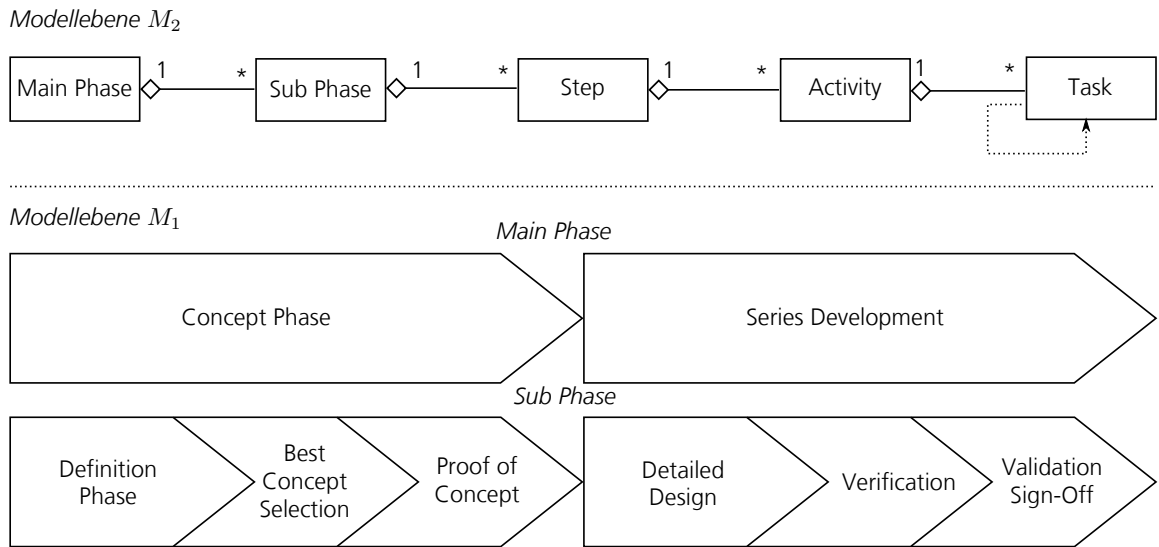 Modellebene M₂
Main Phase 1 * Sub Phase 1 * Step 1 * Activity 1 * Task
Modellebene M₁
Main Phase
Concept Phase
Series Development
Sub Phase
Definition
Phase
Best
Concept
Selection
Proof of
Concept
Detailed
Design
Verification
Validation
Sign-Off